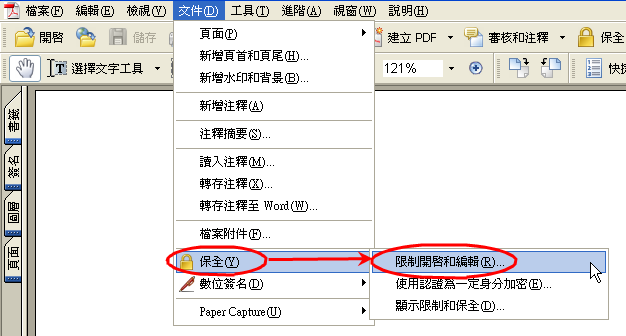 檔案(F) 編輯(E) 檢視(V) 文件(D) 工具(T) 進階(A) 視窗(W) 說明(H)
開啓 儲存 建立 PDF 審核和注釋 保全
選擇文字工具 121% 快捷
書籤
簽名
圖層
頁面
頁面(P)
新增頁首和頁尾(H)...
新增水印和背景(B)...
新增注釋(A)
注釋摘要(S)...
讀入注釋(M)...
轉存注釋(X)...
轉存注釋至 Word(W)...
檔案附件(F)...
保全(Y)
數位簽名(D)
Paper Capture(U)
限制開啓和編輯(R)...
使用認證為一定身分加密(E)...
顯示限制和保全(D)...